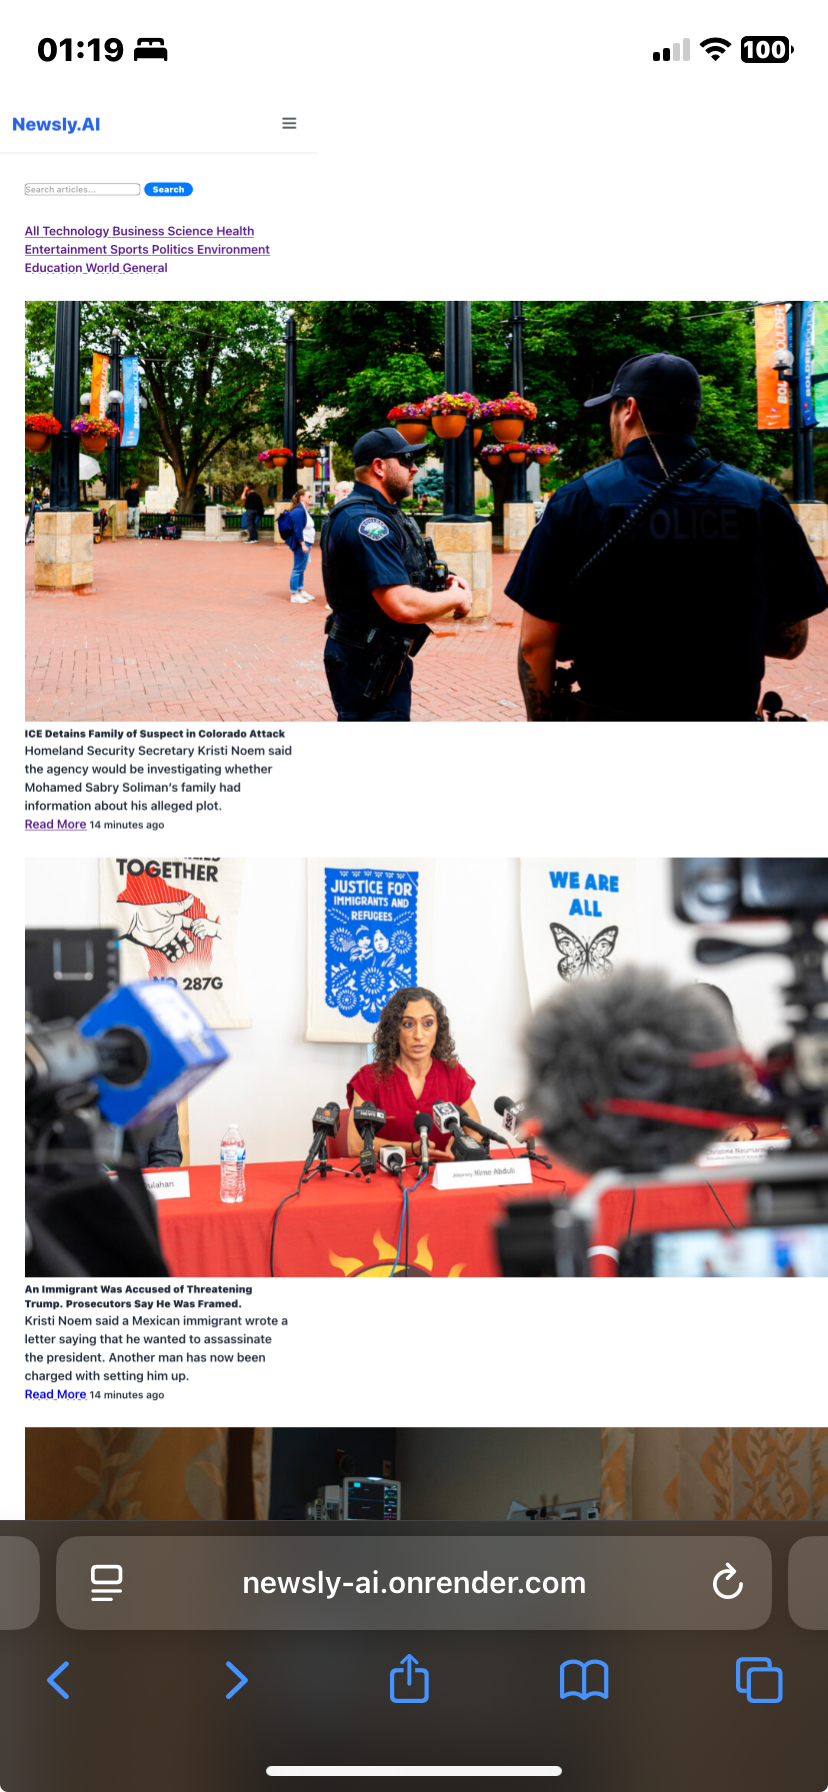 01:19
100
Newsly.AI
Search articles...
Search
All Technology Business Science Health
Entertainment Sports Politics Environment
Education World General
BOULDER
POLICE
ICE Detains Family of Suspect in Colorado Attack
Homeland Security Secretary Kristi Noem said
the agency would be investigating whether
Mohamed Sabry Soliman's family had
information about his alleged plot.
Read More 14 minutes ago
TOGETHER
NO 287G
JUSTICE FOR
IMMIGRANTS AND
REFUGEES
WE ARE
ALL
Attorney Kime Abduli
An Immigrant Was Accused of Threatening
Trump. Prosecutors Say He Was Framed.
Kristi Noem said a Mexican immigrant wrote a
letter saying that he wanted to assassinate
the president. Another man has now been
charged with setting him up.
Read More 14 minutes ago
newsly-ai.onrender.com